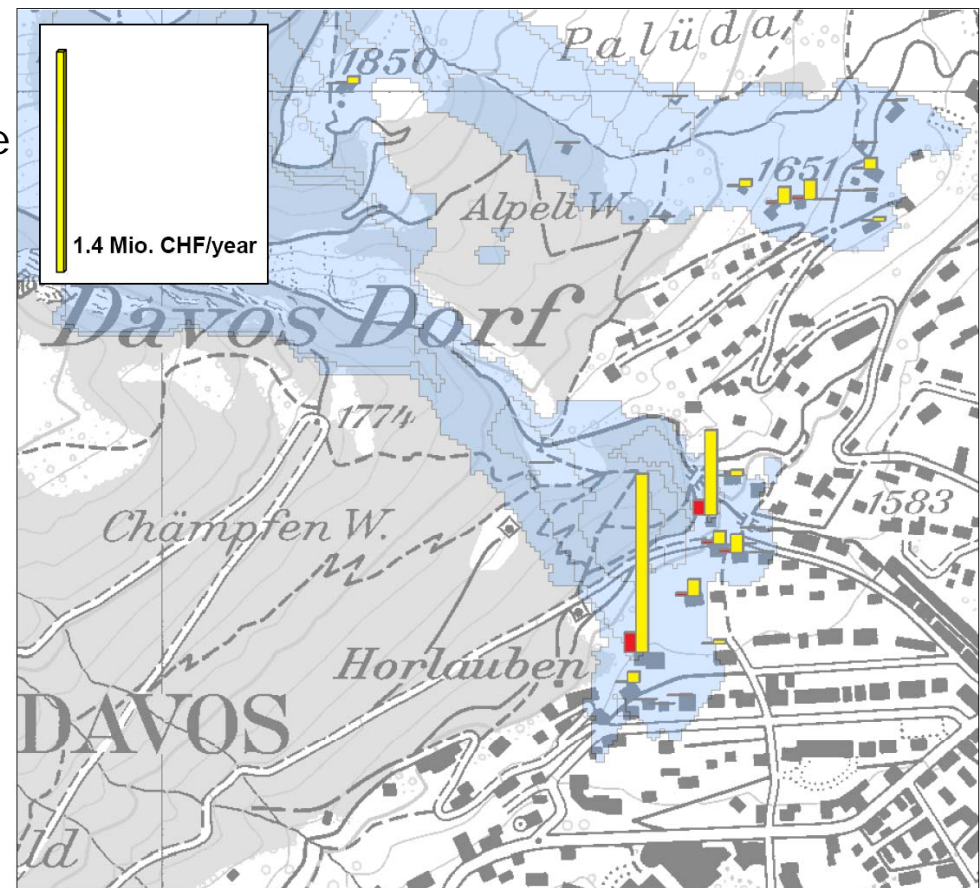 e
1850
Palüda
1.4 Mio. CHF/year
1651
Alpeli W.
Davos Dorf
1774
1583
Chämpfen W.
Horlauben
DAVOS
ld